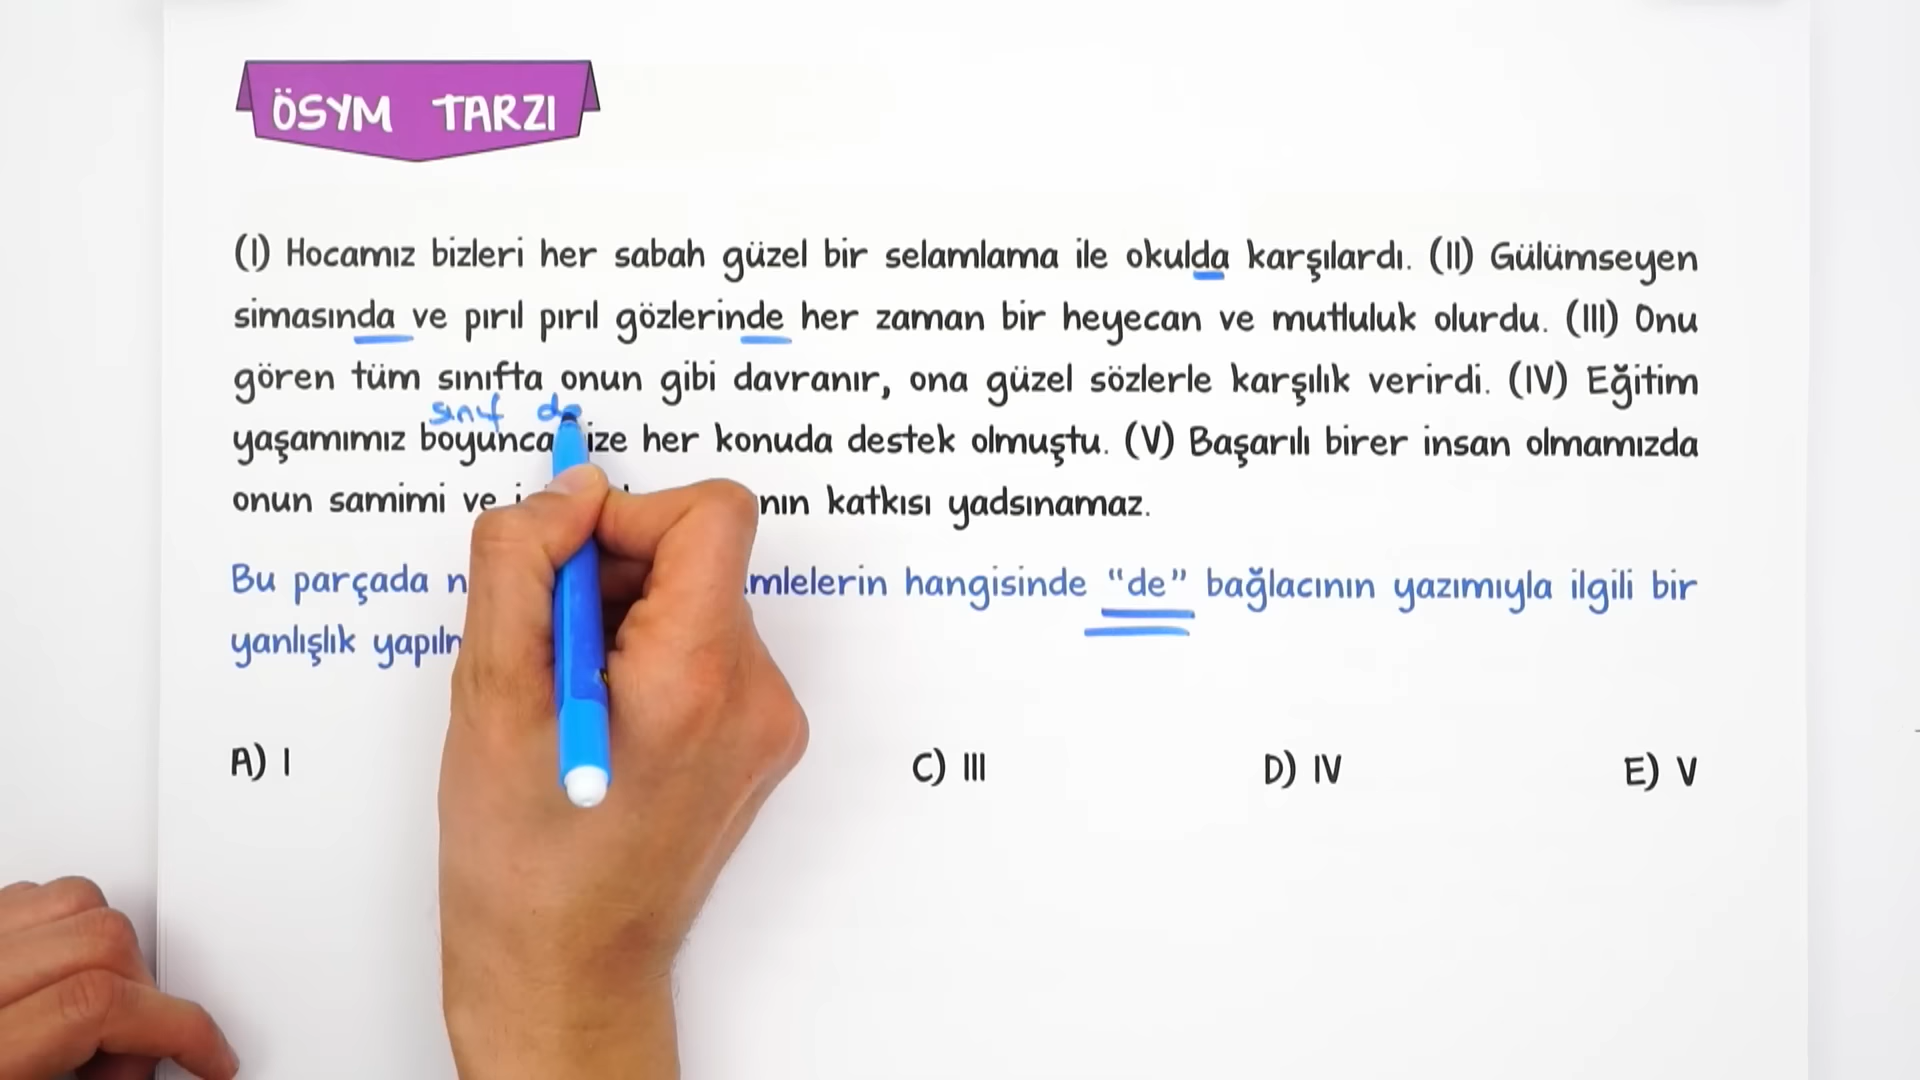 ÖSYM TARZI
(I) Hocamız bizleri her sabah güzel bir selamlama ile okulda karşılardı. (II) Gülümseyen
simasında ve pırıl pırıl gözlerinde her zaman bir heyecan ve mutluluk olurdu. (III) Onu
gören tüm sınıfta onun gibi davranır, ona güzel sözlerle karşılık verirdi. (IV) Eğitim
sınıf da
yaşamımız boyunca ize her konuda destek olmuştu. (V) Başarılı birer insan olmamızda
onun samimi ve nın katkısı yadsınamaz.
Bu parçada n mlelerin hangisinde “de” bağlacının yazımıyla ilgili bir
yanlışlık yapıl
A) I C) III D) IV E) V